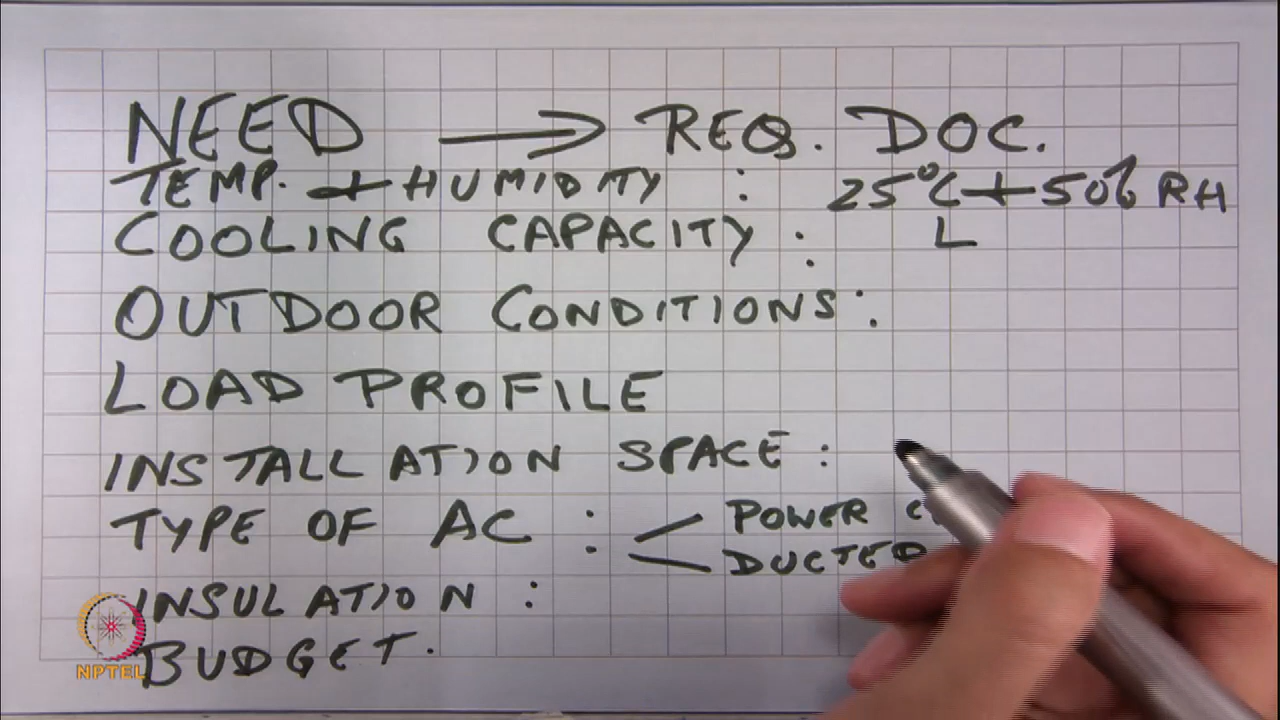 NEED → REQ. DOC.
TEMP. + HUMIDITY : 25°C + 50% RH
COOLING CAPACITY : L
OUTDOOR CONDITIONS :
LOAD PROFILE
INSTALLATION SPACE :
TYPE OF AC : POWER
DUCTED
INSULATION :
BUDGET.
NPTEL